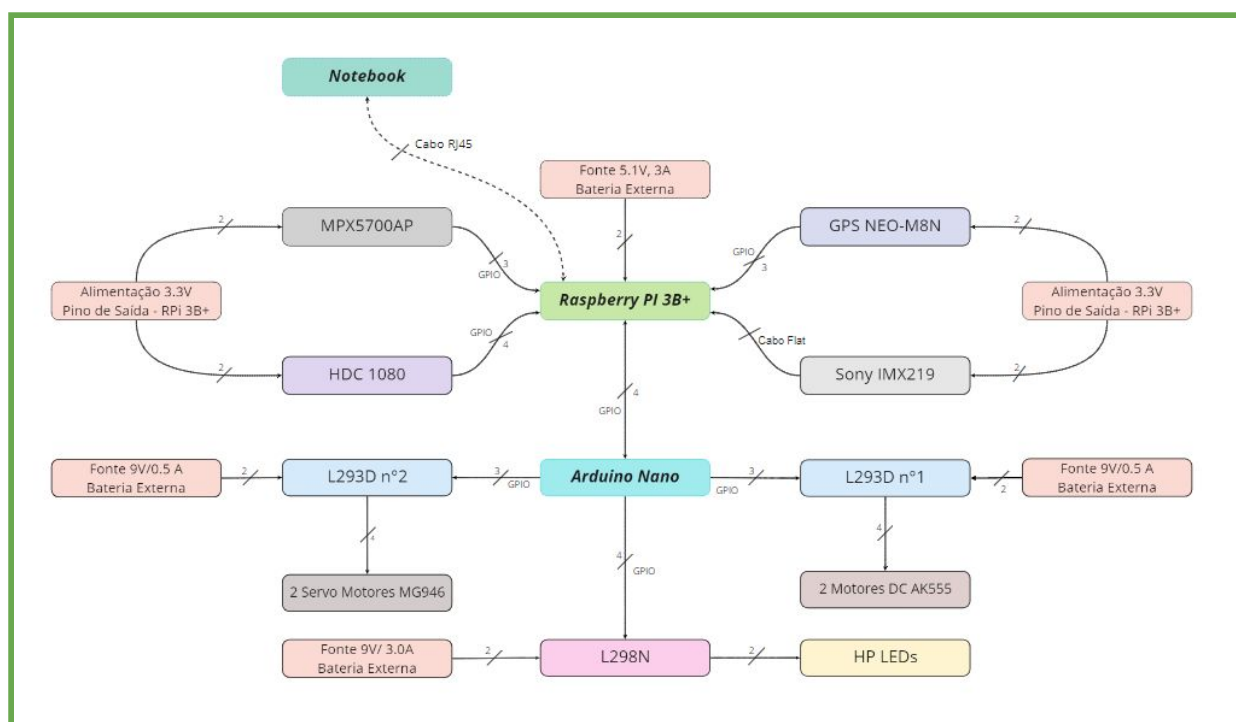 Notebook
Cabo RJ45
Fonte 5.1V, 3A
Bateria Externa
2
MPX5700AP
2
3
GPIO
GPS NEO-M8N
2
GPIO
3
Alimentação 3.3V
Pino de Saída - RPi 3B+
Raspberry PI 3B+
Alimentação 3.3V
Pino de Saída - RPi 3B+
2
HDC 1080
GPIO
4
Cabo Flat
Sony IMX219
2
4
GPIO
Fonte 9V/0.5 A
Bateria Externa
2
L293D n°2
3
GPIO
Arduino Nano
3
GPIO
L293D n°1
2
Fonte 9V/0.5 A
Bateria Externa
4
4
GPIO
4
2 Servo Motores MG946
2 Motores DC AK555
Fonte 9V/ 3.0A
Bateria Externa
2
L298N
2
HP LEDs